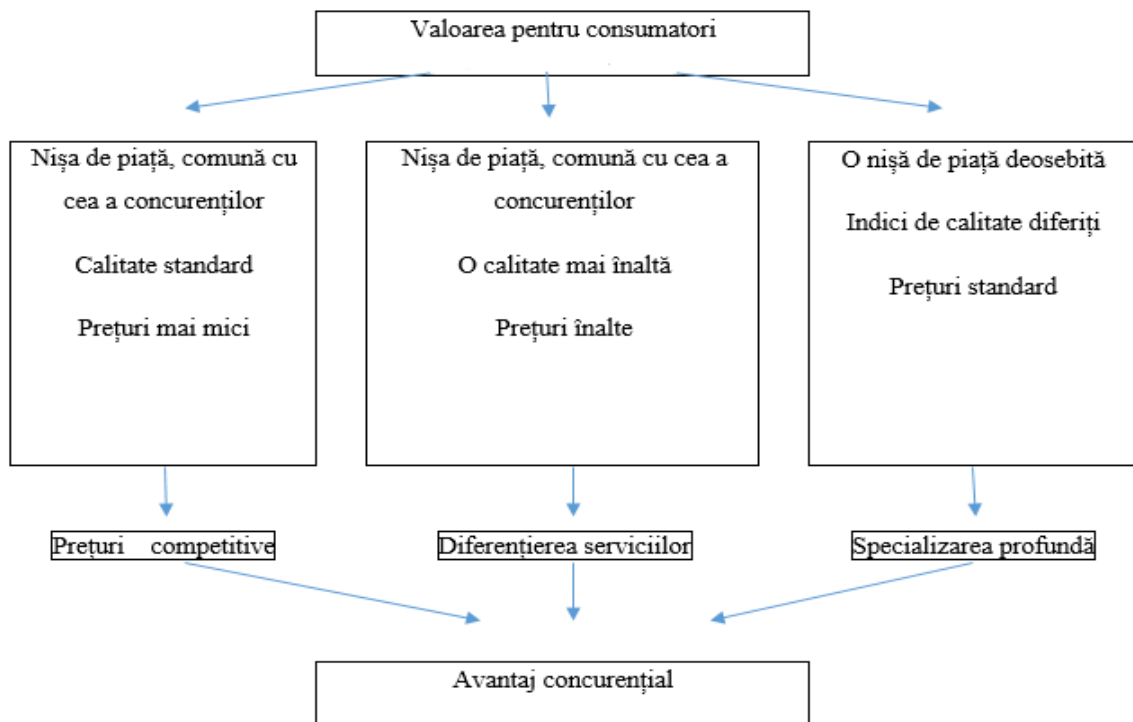 Valoarea pentru consumatori
Nișa de piață, comună cu
cea a concurenților
Calitate standard
Prețuri mai mici
Nișa de piață, comună cu cea a
concurenților
O calitate mai înaltă
Prețuri înalte
O nișă de piață deosebită
Indici de calitate diferiți
Prețuri standard
Prețuri competitive
Diferențierea serviciilor
Specializarea profundă
Avantaj concurențial